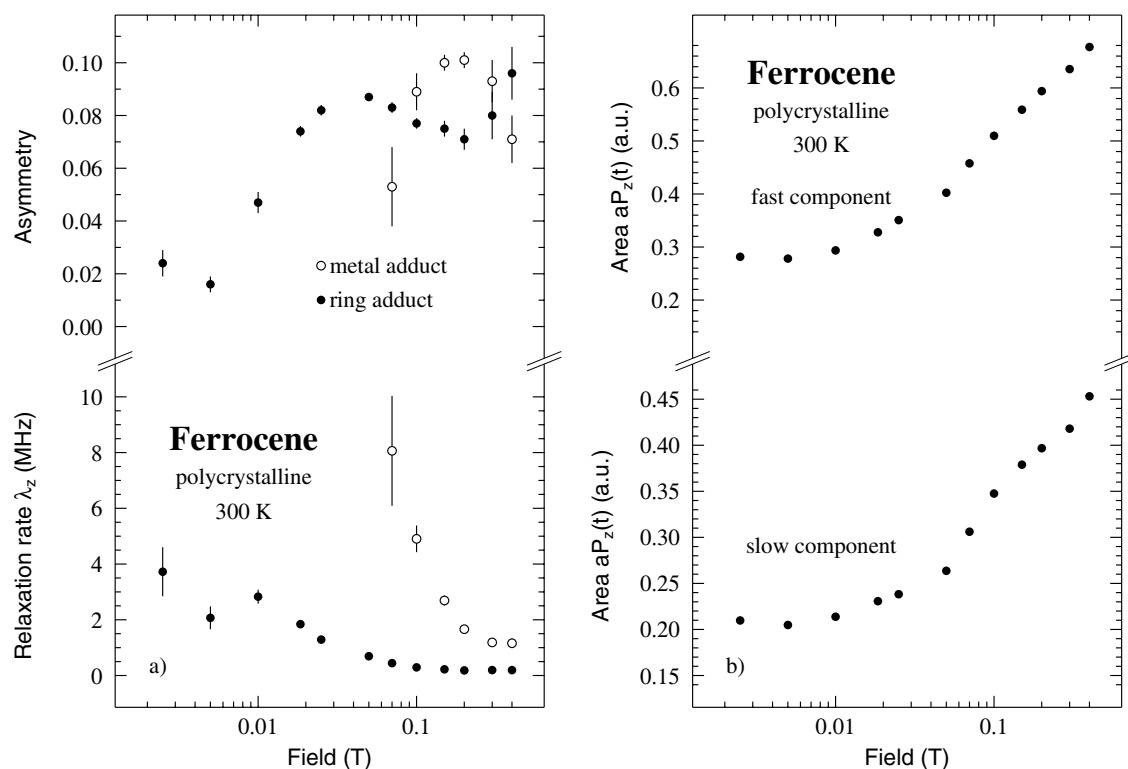 Asymmetry
0.10
0.08
0.06
0.04
0.02
0.00
metal adduct
ring adduct
Relaxation rate λz (MHz)
10
8
6
4
2
0
Ferrocene
polycrystalline
300 K
a)
0.01
0.1
Field (T)
Area aPz(t) (a.u.)
0.6
0.5
0.4
0.3
0.2
Ferrocene
polycrystalline
300 K
fast component
Area aPz(t) (a.u.)
0.45
0.40
0.35
0.30
0.25
0.20
0.15
slow component
b)
0.01
0.1
Field (T)